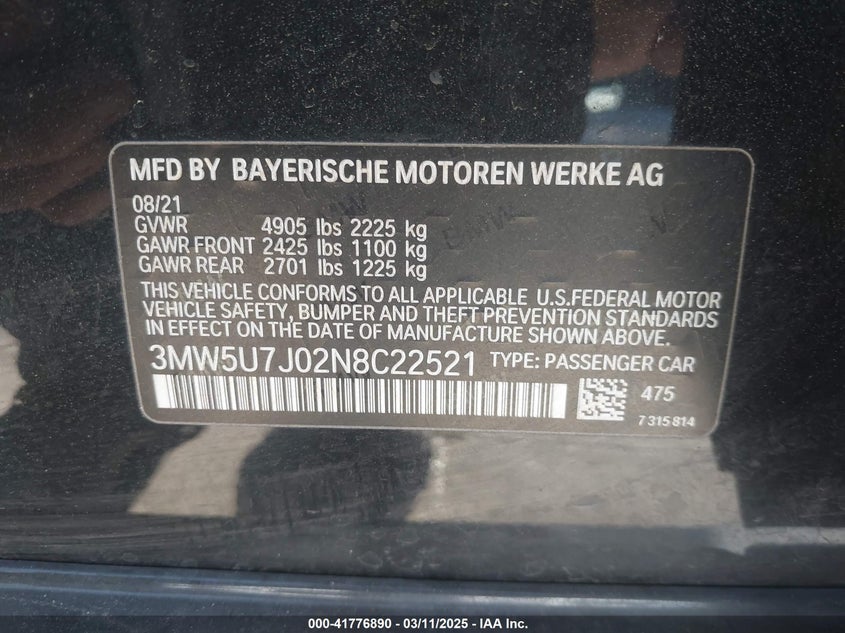 MFD BY BAYERISCHE MOTOREN WERKE AG
08/21
GVWR 4905 lbs 2225 kg
GAWR FRONT 2425 lbs 1100 kg
GAWR REAR 2701 lbs 1225 kg
THIS VEHICLE CONFORMS TO ALL APPLICABLE U.S.FEDERAL MOTOR
VEHICLE SAFETY, BUMPER AND THEFT PREVENTION STANDARDS
IN EFFECT ON THE DATE OF MANUFACTURE SHOWN ABOVE.
3MW5U7J02N8C22521 TYPE: PASSENGER CAR
475
7 315 814
000-41776890 - 03/11/2025 - IAA Inc.